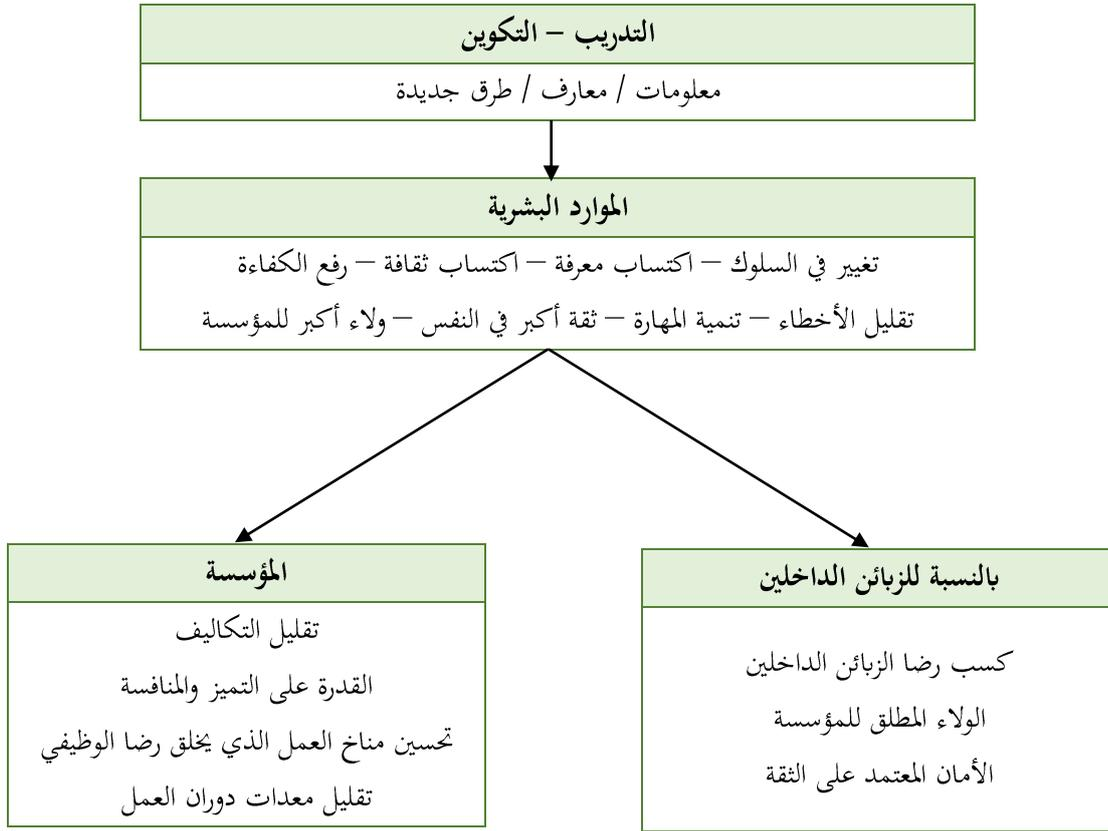 التدريب – التكوين
معلومات / معارف / طرق جديدة
الموارد البشرية
تغيير في السلوك – اكتساب معرفة – اكتساب ثقافة – رفع الكفاءة
تقليل الأخطاء – تنمية المهارة – ثقة أكبر في النفس – ولاء أكبر للمؤسسة
بالنسبة للزبائن الداخلين
كسب رضا الزبائن الداخلين
الولاء المطلق للمؤسسة
الأمان المعتمد على الثقة
المؤسسة
تقليل التكاليف
القدرة على التميز والمنافسة
تحسين مناخ العمل الذي يخلق رضا الوظيفي
تقليل معدات دوران العمل